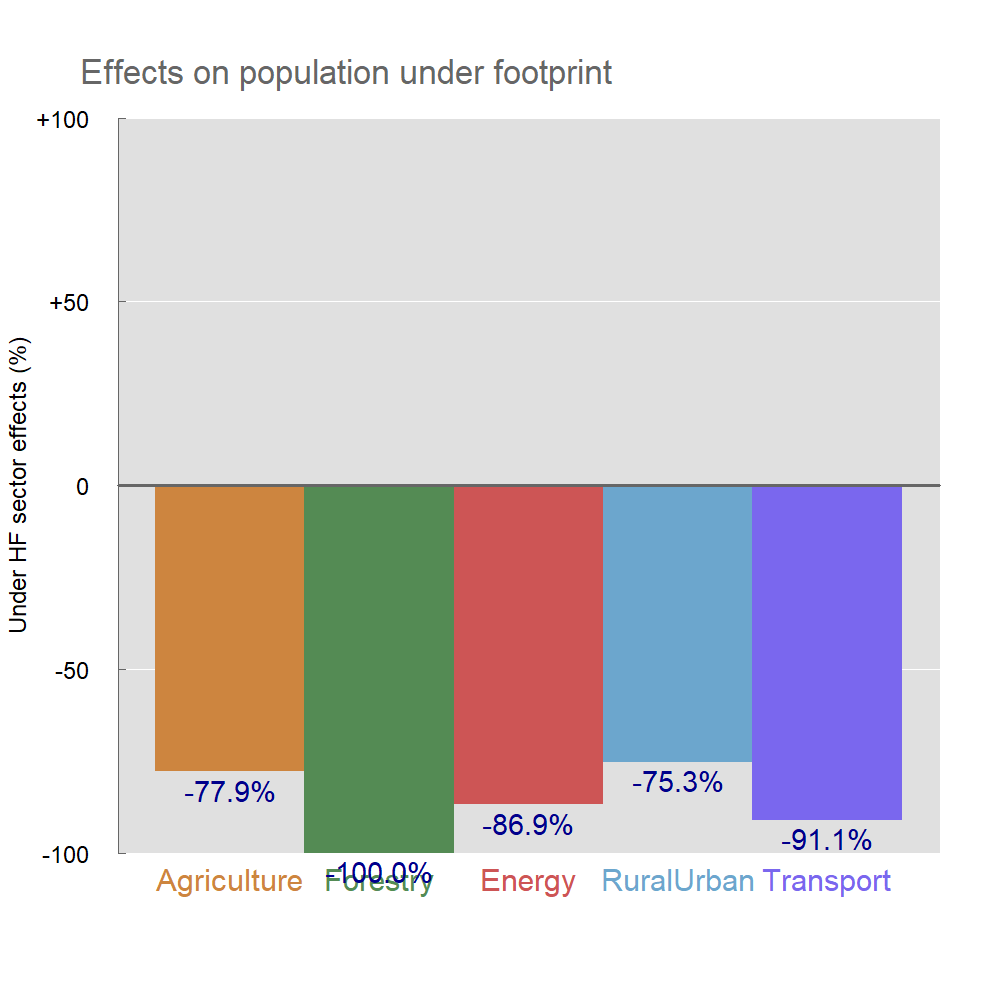 Effects on population under footprint
+100
+50
0
-50
-100
Under HF sector effects (%)
-77.9%
-100.0%
-86.9%
-75.3%
-91.1%
Agriculture
Forestry
Energy
RuralUrban
Transport